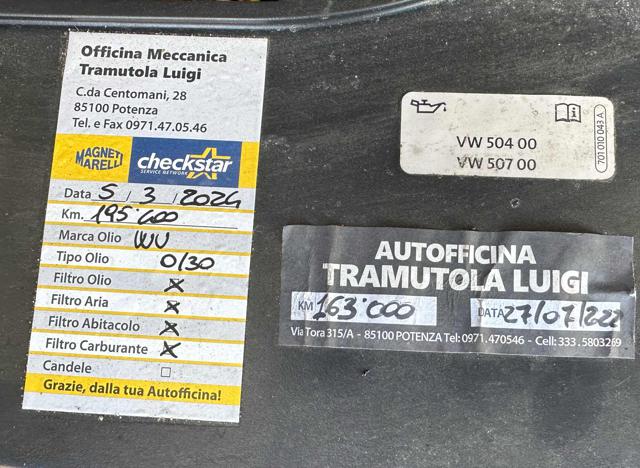 Officina Meccanica
Tramutola Luigi
C.da Centomani, 28
85100 Potenza
Tel. e Fax 0971.47.05.46
MAGNETI MARELLI
checkstar
SERVICE NETWORK
Data 5/3/2024
Km. 195'600
Marca Olio WV
Tipo Olio 0/30
Filtro Olio X
Filtro Aria X
Filtro Abitacolo X
Filtro Carburante X
Candele
Grazie, dalla tua Autofficina!
VW 504 00
VW 507 00
701 010 043 A
AUTOFFICINA
TRAMUTOLA LUIGI
KM 163'000 DATA 27/07/222
Via Tora 315/A - 85100 POTENZA Tel: 0971.470546 - Cell: 333.5803269